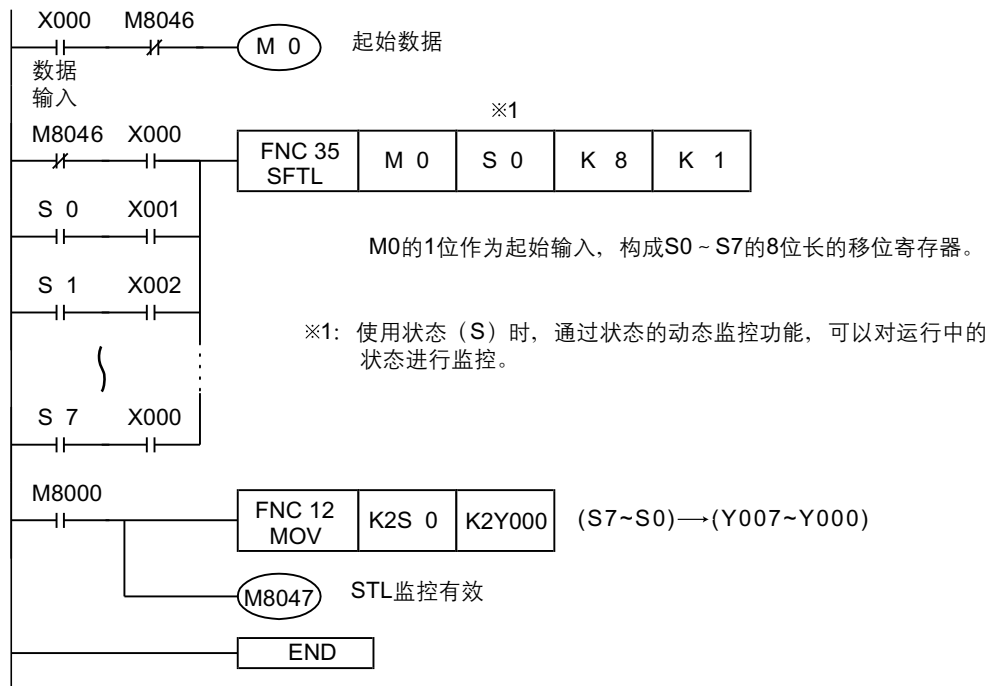 X000 M8046
M 0 起始数据
数据
输入
※1
M8046 X000
FNC 35 SFTL M 0 S 0 K 8 K 1
S 0 X001
M0的1位作为起始输入，构成S0~S7的8位长的移位寄存器。
S 1 X002
※1：使用状态（S）时，通过状态的动态监控功能，可以对运行中的
状态进行监控。
S 7 X000
M8000
FNC 12 MOV K2S 0 K2Y000 (S7~S0)→(Y007~Y000)
M8047 STL监控有效
END